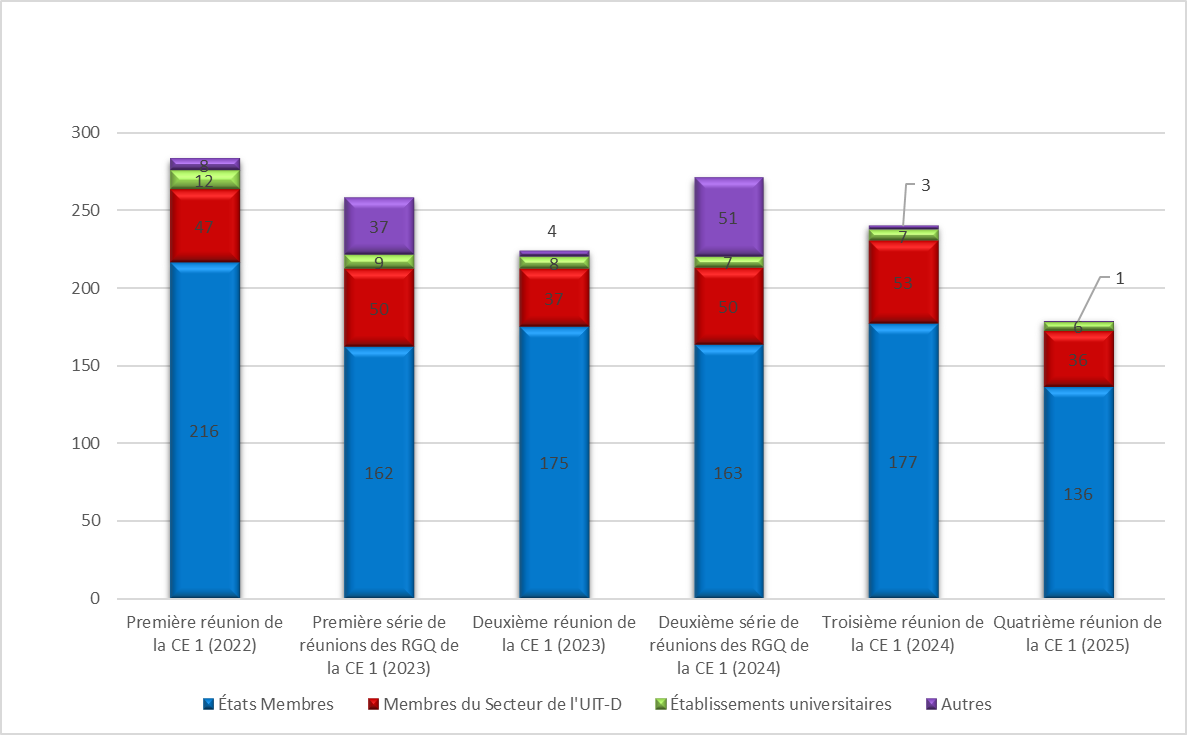 300
250
200
150
100
50
0
8
12
47
216
37
9
50
162
4
8
37
175
51
7
50
163
3
7
53
177
1
6
36
136
Première réunion de
la CE 1 (2022)
Première série de
réunions des RGQ de
la CE 1 (2023)
Deuxième réunion de
la CE 1 (2023)
Deuxième série de
réunions des RGQ de
la CE 1 (2024)
Troisième réunion de
la CE 1 (2024)
Quatrième réunion de
la CE 1 (2025)
États Membres
Membres du Secteur de l'UIT-D
Établissements universitaires
Autres